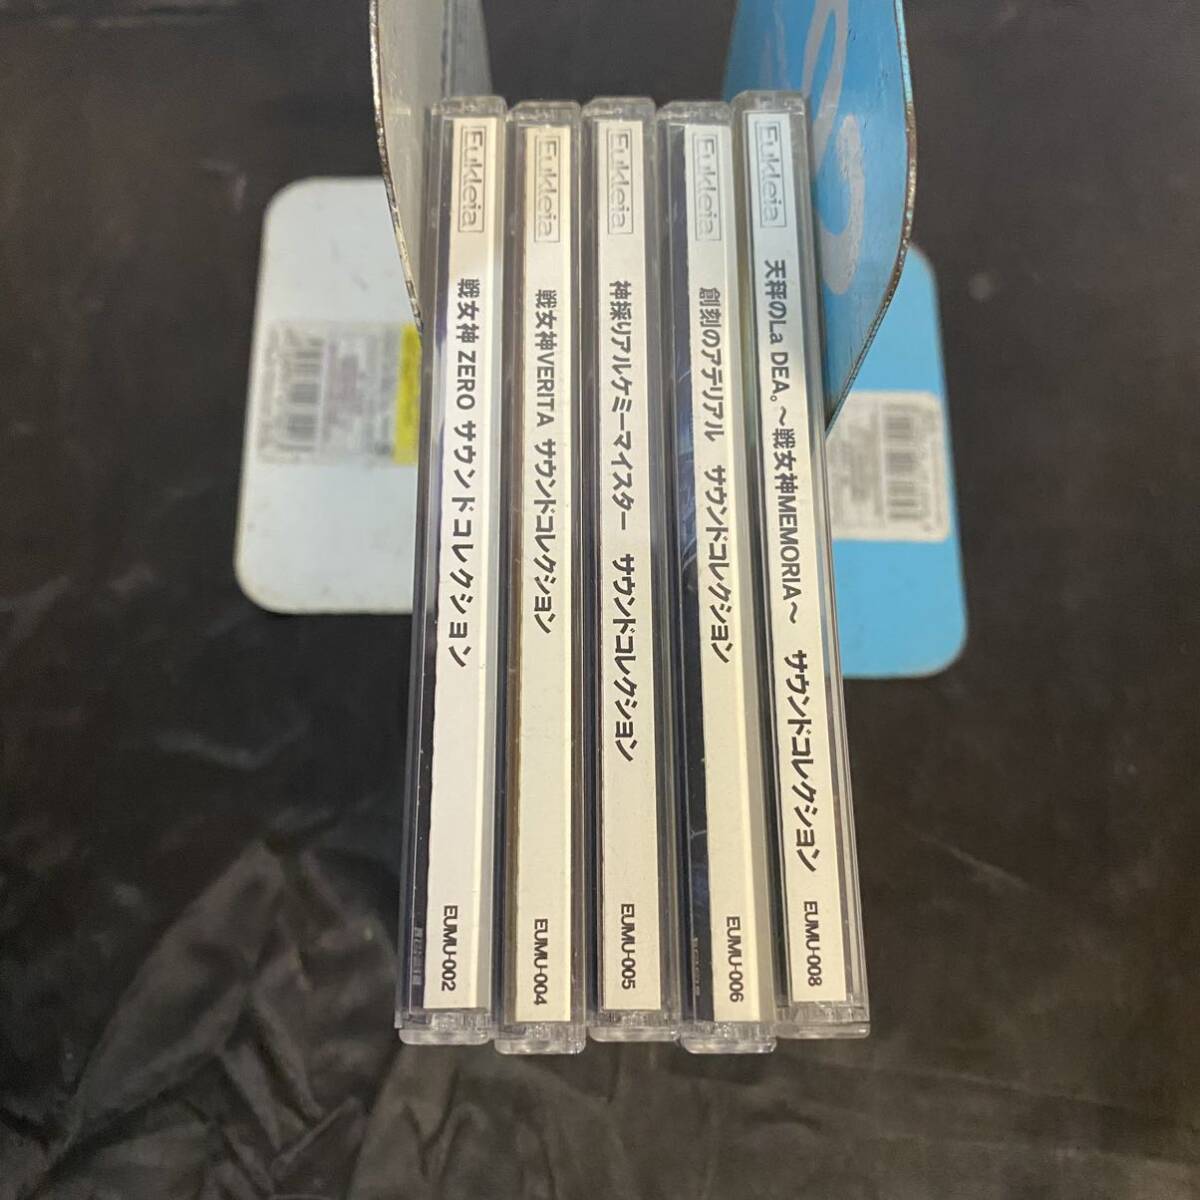 Eukleia 戦女神 ZERO サウンドコレクション EUMU-002
Eukleia 戦女神VERITA サウンドコレクション EUMU-004
Eukleia 神採りアルケミーマイスター サウンドコレクション EUMU-005
Eukleia 創刻のアテリアル サウンドコレクション EUMU-006
Eukleia 天秤のLa DEA。～戦女神MEMORIA～ サウンドコレクション EUMU-008